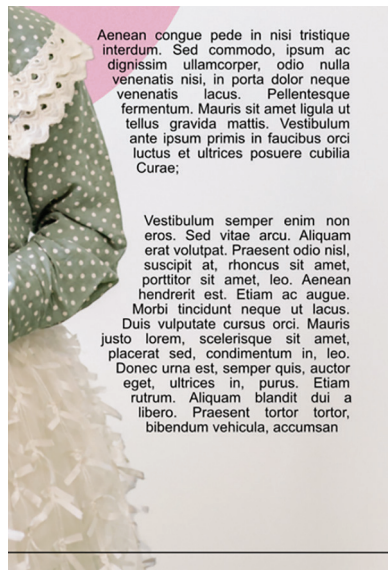 Aenean congue pede in nisi tristique
interdum. Sed commodo, ipsum ac
dignissim ullamcorper, odio nulla
venenatis nisi, in porta dolor neque
venenatis lacus. Pellentesque
fermentum. Mauris sit amet ligula ut
tellus gravida mattis. Vestibulum
ante ipsum primis in faucibus orci
luctus et ultrices posuere cubilia
Curae;
Vestibulum semper enim non
eros. Sed vitae arcu. Aliquam
erat volutpat. Praesent odio nisl,
suscipit at, rhoncus sit amet,
porttitor sit amet, leo. Aenean
hendrerit est. Etiam ac augue.
Morbi tincidunt neque ut lacus.
Duis vulputate cursus orci. Mauris
justo lorem, scelerisque sit amet,
placerat sed, condimentum in, leo.
Donec urna est, semper quis, auctor
eget, ultrices in, purus. Etiam
rutrum. Aliquam blandit dui a
libero. Praesent tortor tortor,
bibendum vehicula, accumsan